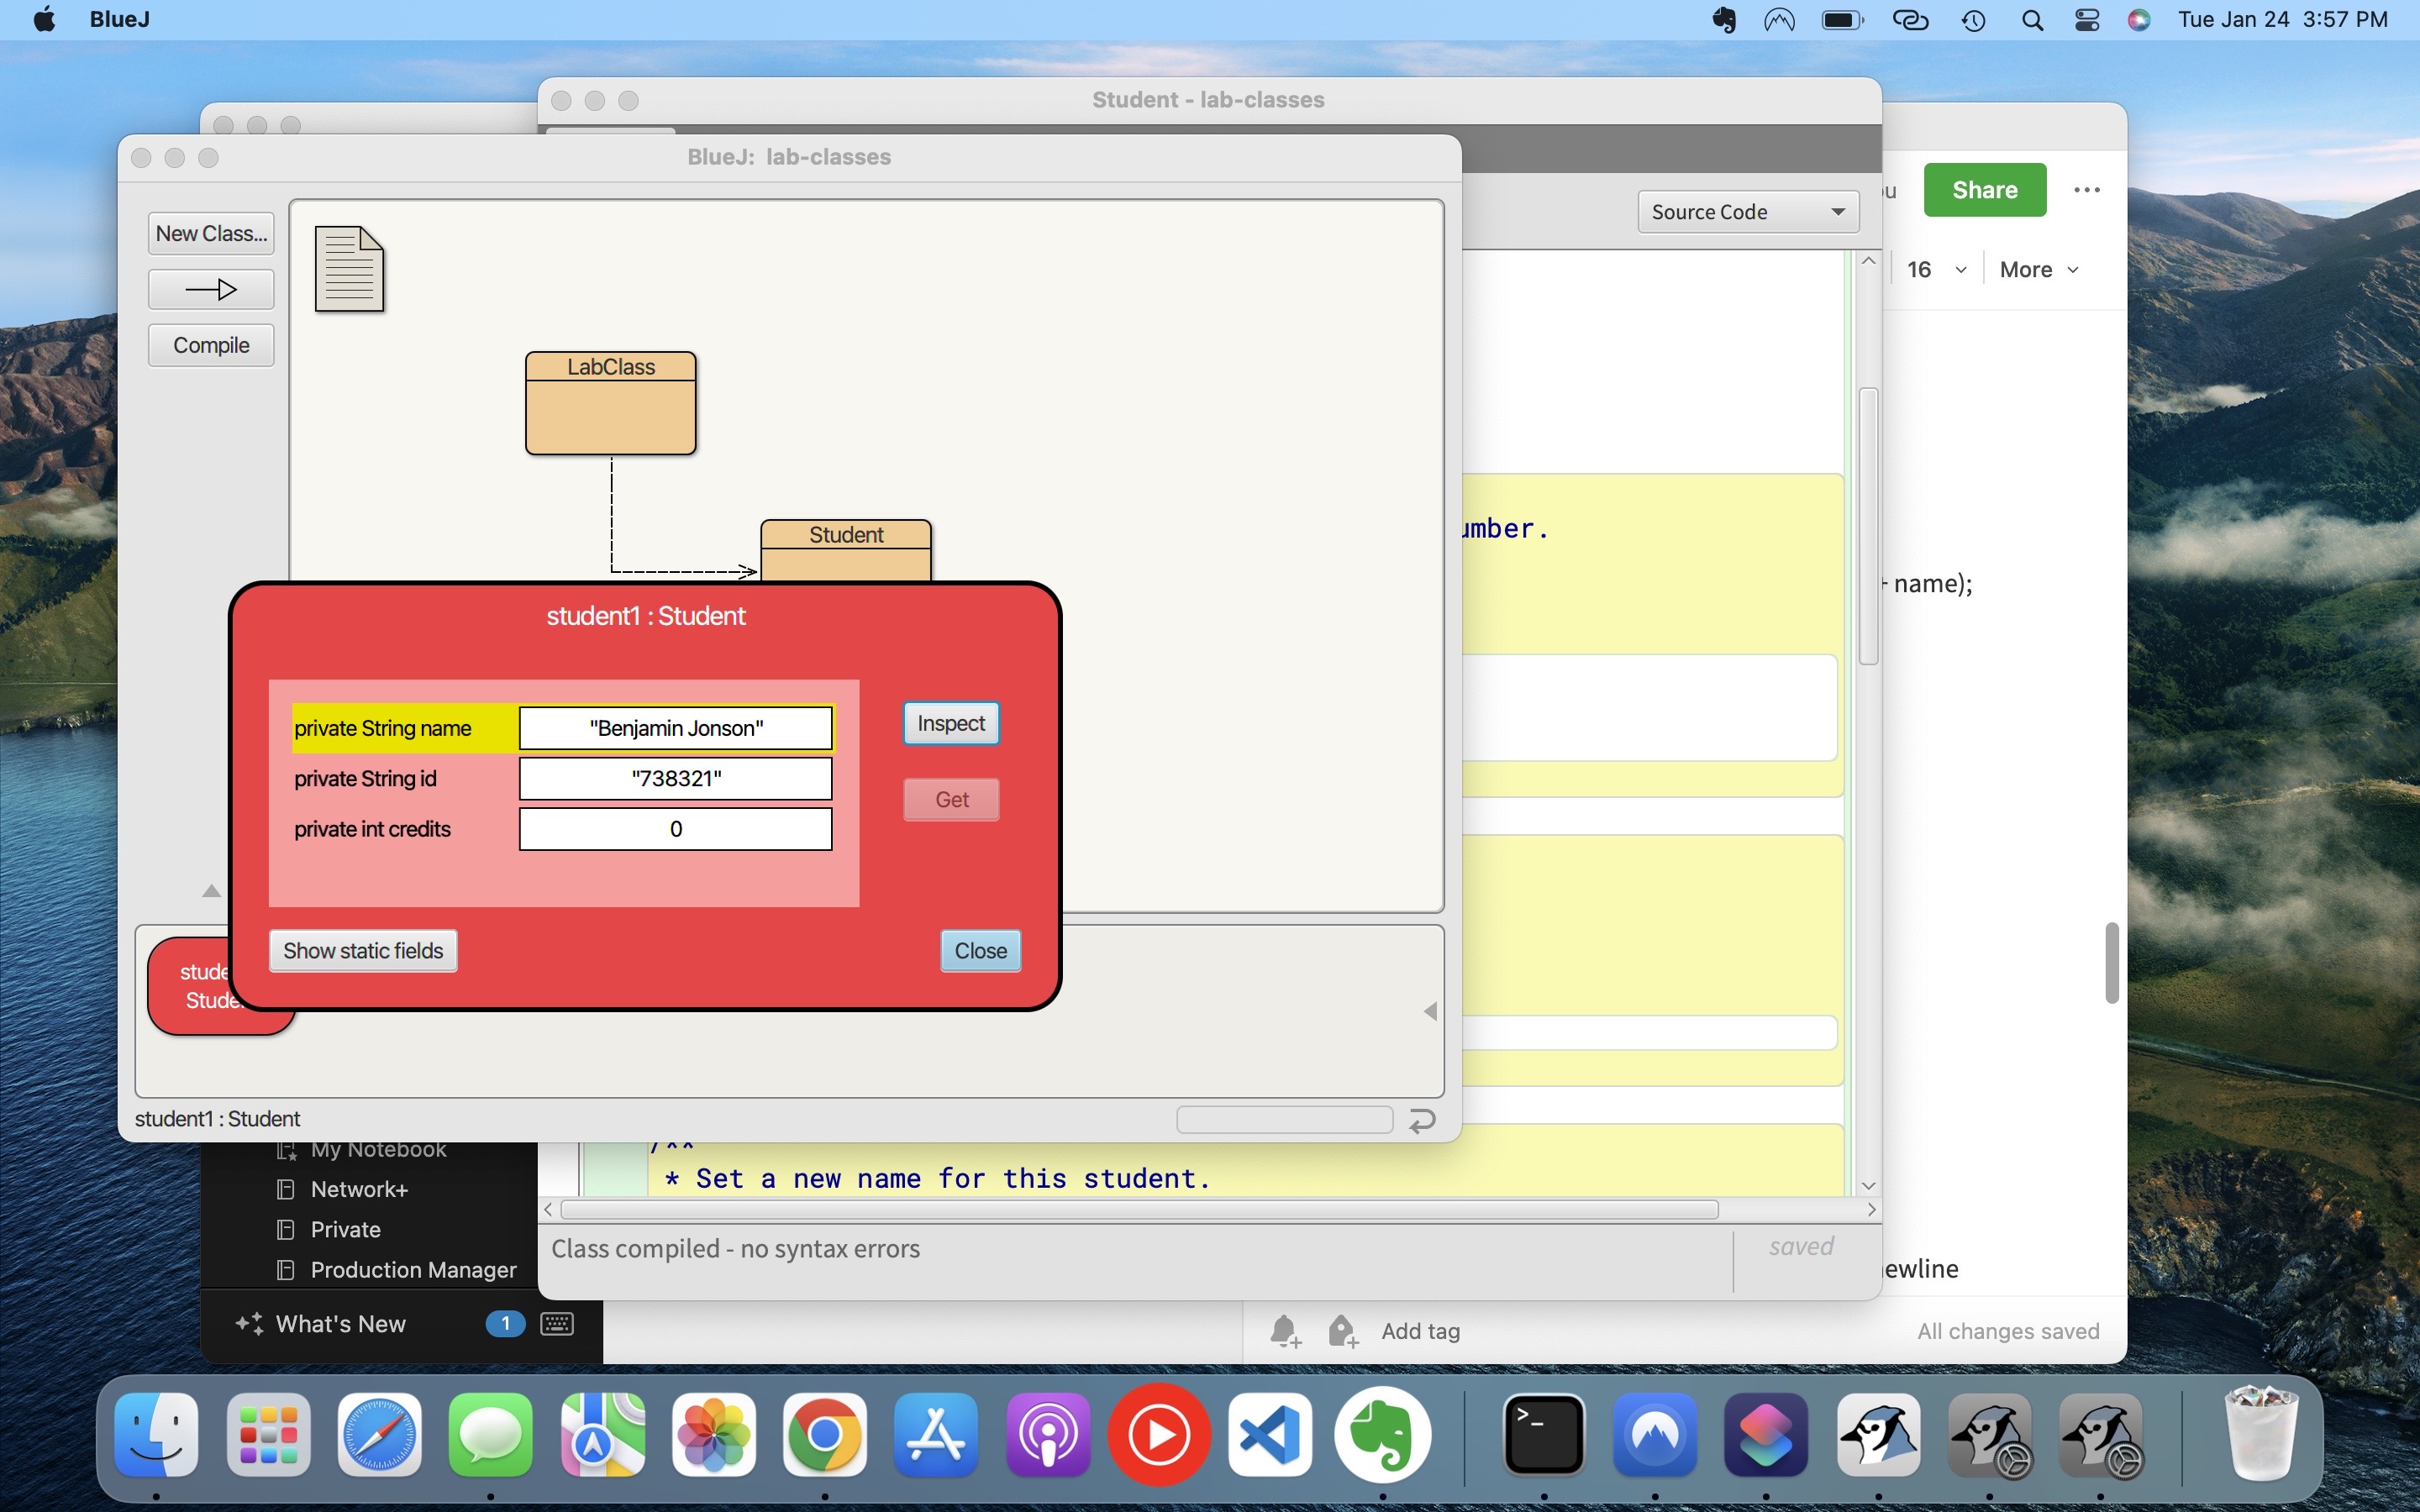 BlueJ
Tue Jan 24 3:57 PM
Student - lab-classes
BlueJ: lab-classes
New Class...
Compile
Source Code
Share
16
More
LabClass
Student
umber.
+ name);
student1 : Student
private String name
"Benjamin Jonson"
Inspect
private String id
"738321"
Get
private int credits
0
Show static fields
Close
student1 : Student
/**
* Set a new name for this student.
Class compiled - no syntax errors
saved
ewline
My Notebook
Network+
Private
Production Manager
What's New
1
Add tag
All changes saved
>_